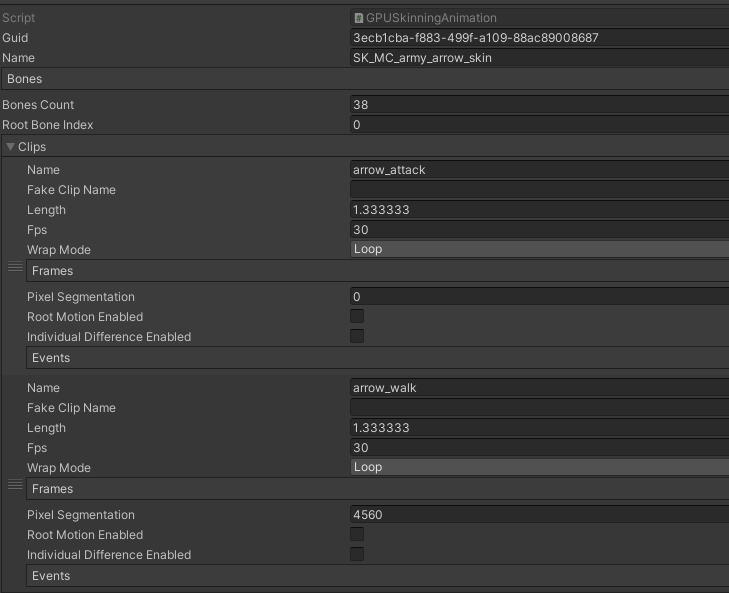 Script GPUSkinningAnimation
Guid 3ecb1cba-f883-499f-a109-88ac89008687
Name SK_MC_army_arrow_skin
Bones
Bones Count 38
Root Bone Index 0
Clips
Name arrow_attack
Fake Clip Name
Length 1.333333
Fps 30
Wrap Mode Loop
Frames
Pixel Segmentation 0
Root Motion Enabled
Individual Difference Enabled
Events
Name arrow_walk
Fake Clip Name
Length 1.333333
Fps 30
Wrap Mode Loop
Frames
Pixel Segmentation 4560
Root Motion Enabled
Individual Difference Enabled
Events